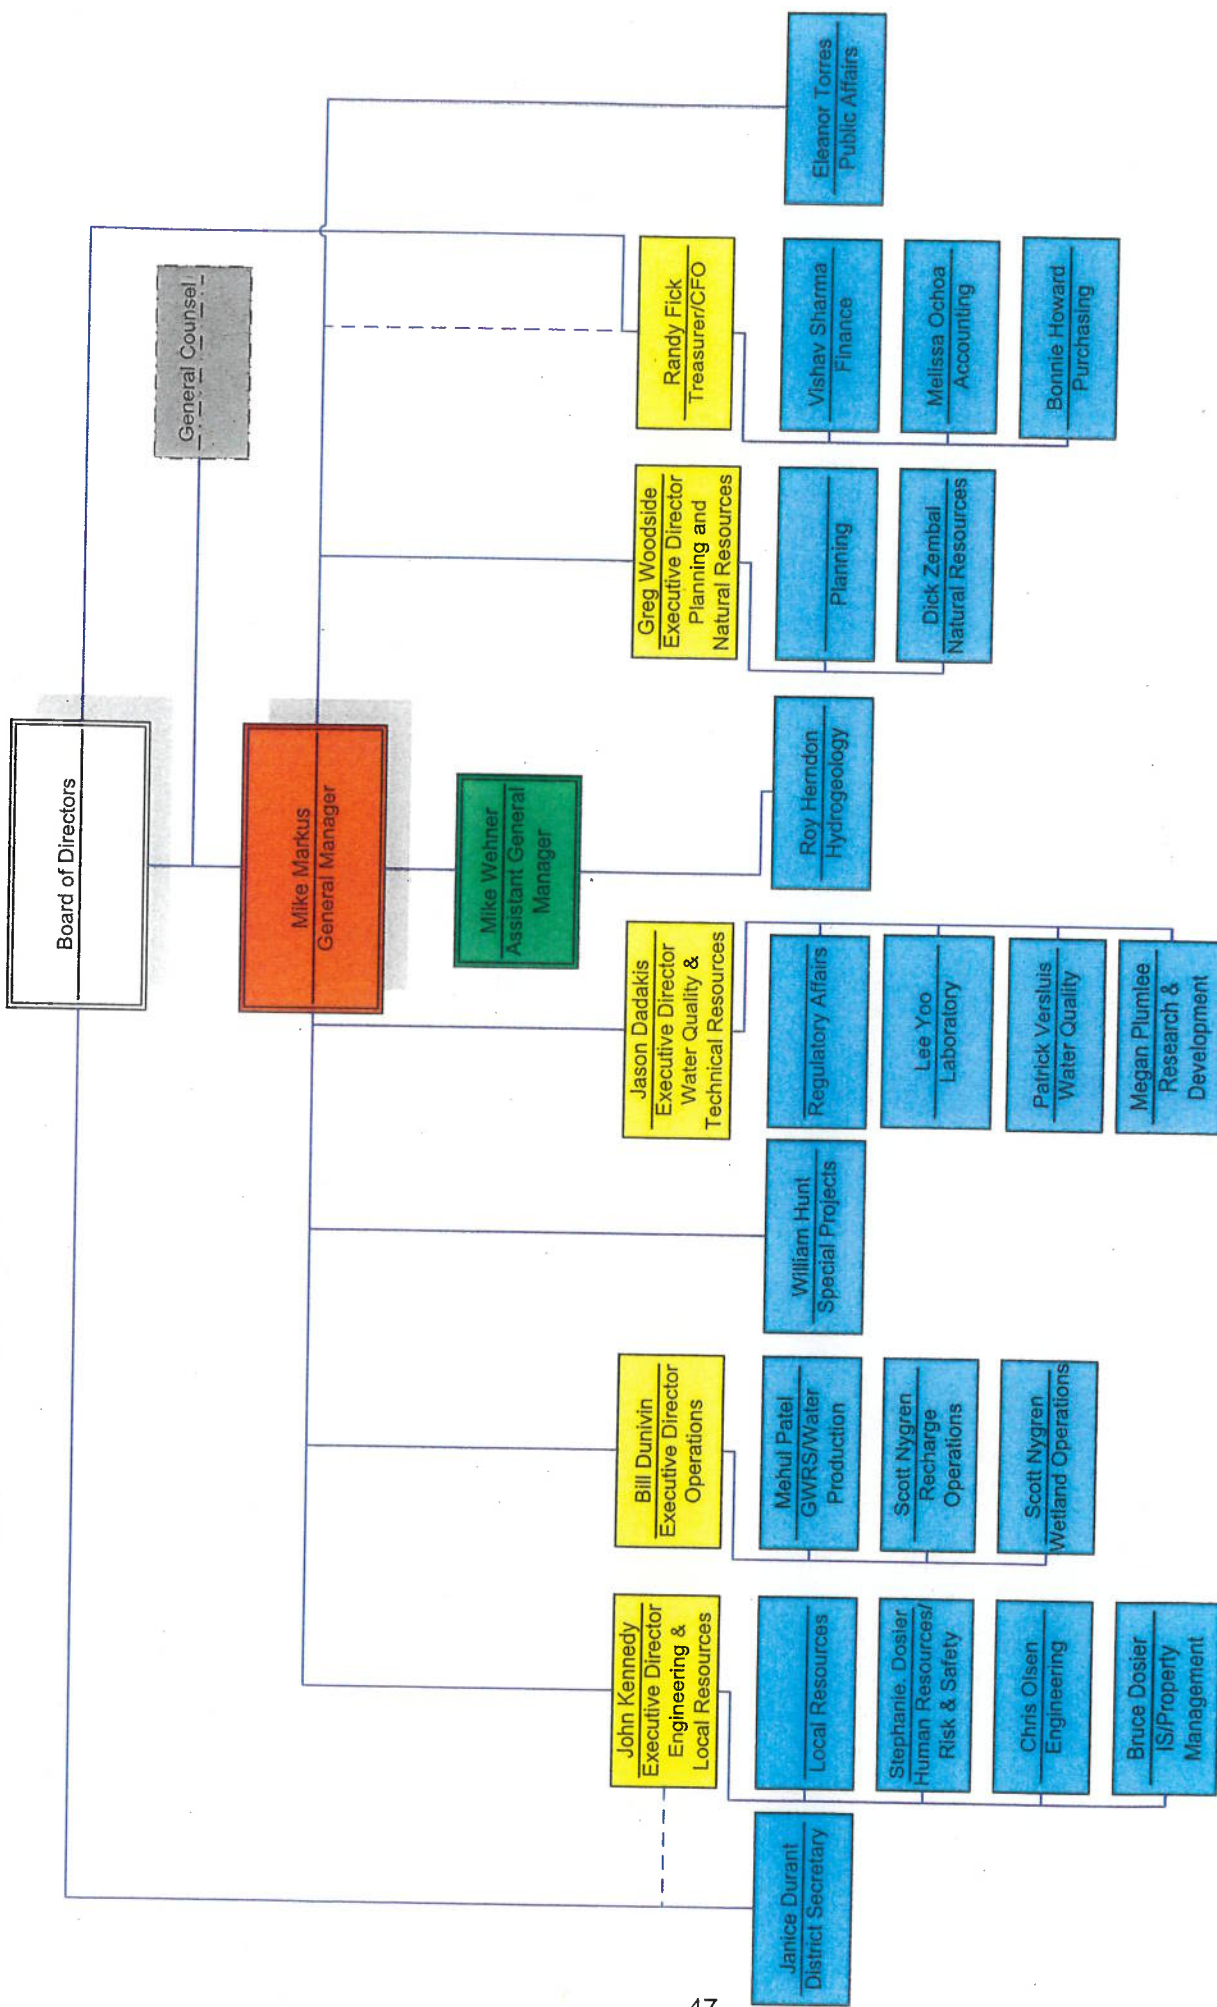 Board of Directors
General Counsel
Mike Markus
General Manager
Mike Wehner
Assistant General
Manager
John Kennedy
Executive Director
Engineering &
Local Resources
Bill Dunivin
Executive Director
Operations
Jason Dadakis
Executive Director
Water Quality &
Technical Resources
Greg Woodside
Executive Director
Planning and
Natural Resources
Randy Fick
Treasurer/CFO
Janice Durant
District Secretary
Local Resources
Stephanie. Dosier
Human Resources/
Risk & Safety
Chris Olsen
Engineering
Bruce Dosier
IS/Property
Management
Mehul Patel
GWRS/Water
Production
Scott Nygren
Recharge
Operations
Scott Nygren
Wetland Operations
William Hunt
Special Projects
Regulatory Affairs
Lee Yoo
Laboratory
Patrick Versluis
Water Quality
Megan Plumlee
Research &
Development
Roy Herndon
Hydrogeology
Planning
Dick Zembal
Natural Resources
Vishav Sharma
Finance
Melissa Ochoa
Accounting
Bonnie Howard
Purchasing
Eleanor Torres
Public Affairs
47